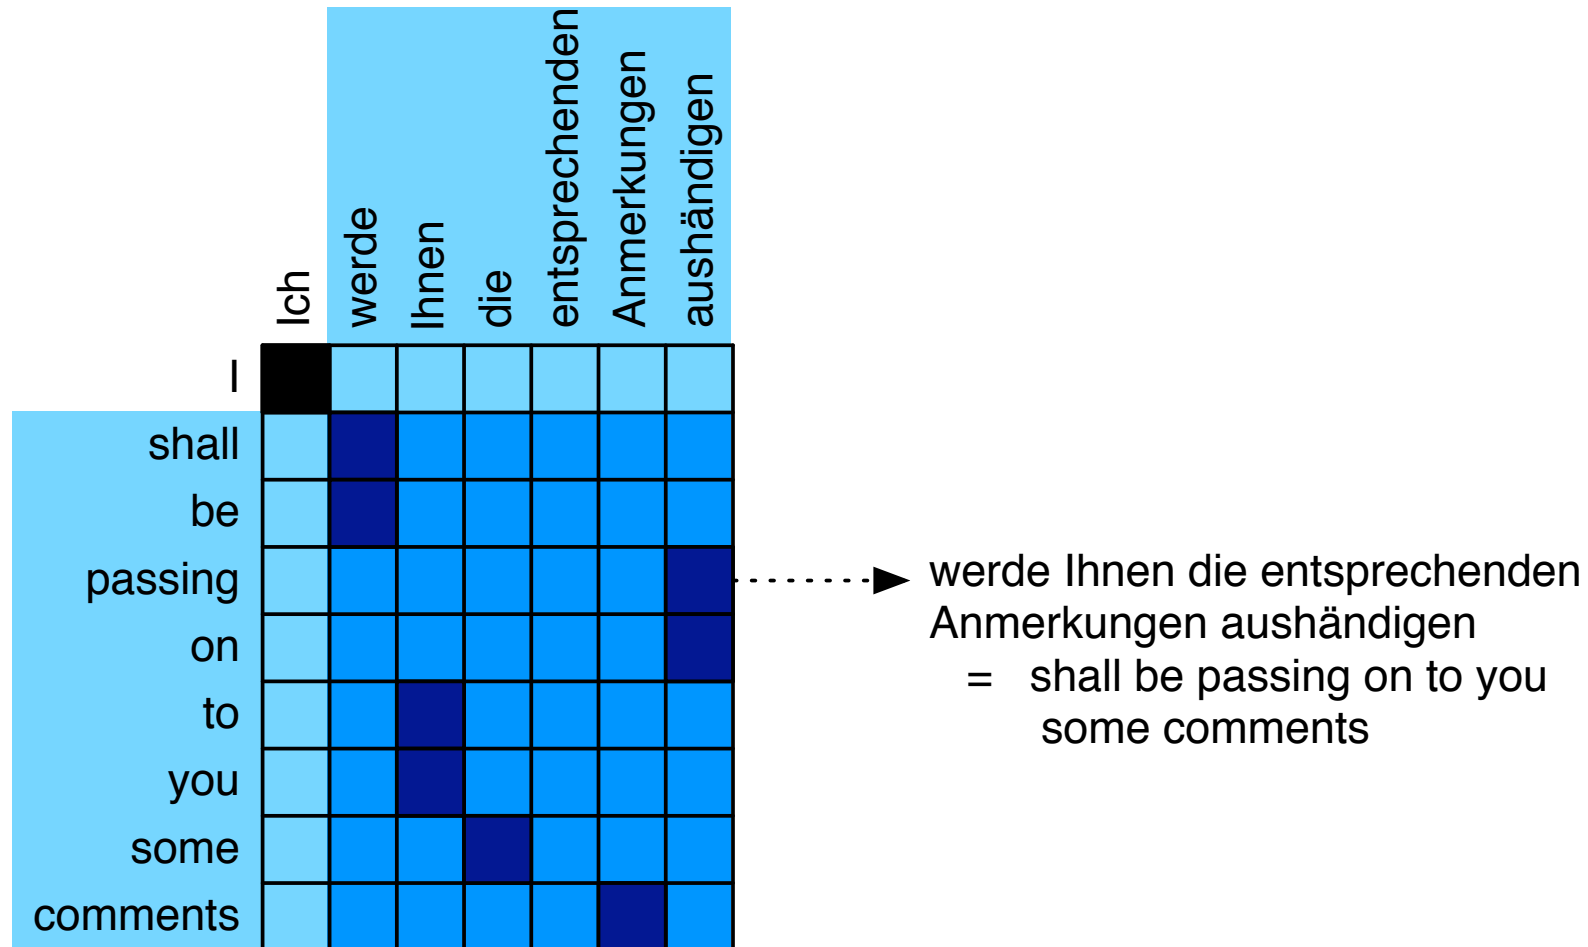 Ich
werde
Ihnen
die
entsprechenden
Anmerkungen
aushändigen
I
shall
be
passing
on
to
you
some
comments
werde Ihnen die entsprechenden
Anmerkungen aushändigen
= shall be passing on to you
some comments